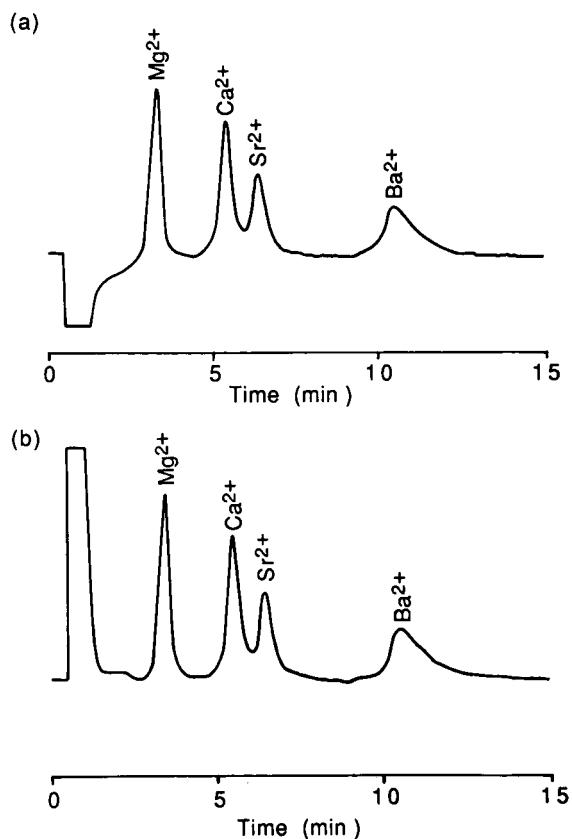 (a)
Mg2+
Ca2+
Sr2+
Ba2+
0 5 10 15
Time (min )
(b)
Mg2+
Ca2+
Sr2+
Ba2+
0 5 10 15
Time (min )